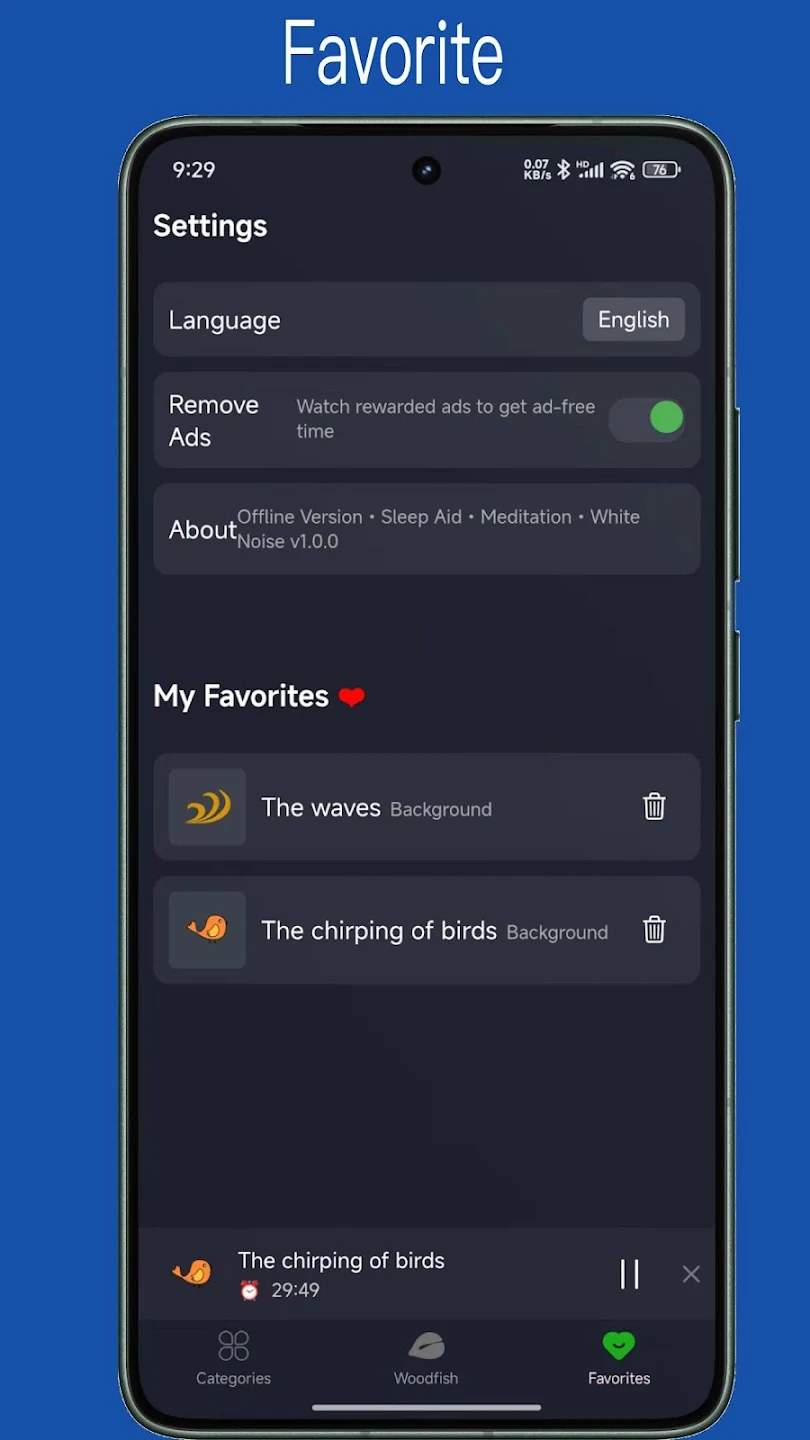 Favorite
9:29
0.07
KB/s
HD
6
76
Settings
Language
English
Remove
Ads
Watch rewarded ads to get ad-free
time
About
Offline Version • Sleep Aid • Meditation • White
Noise v1.0.0
My Favorites ❤
The waves Background
The chirping of birds Background
The chirping of birds
⏰ 29:49
Categories
Woodfish
Favorites